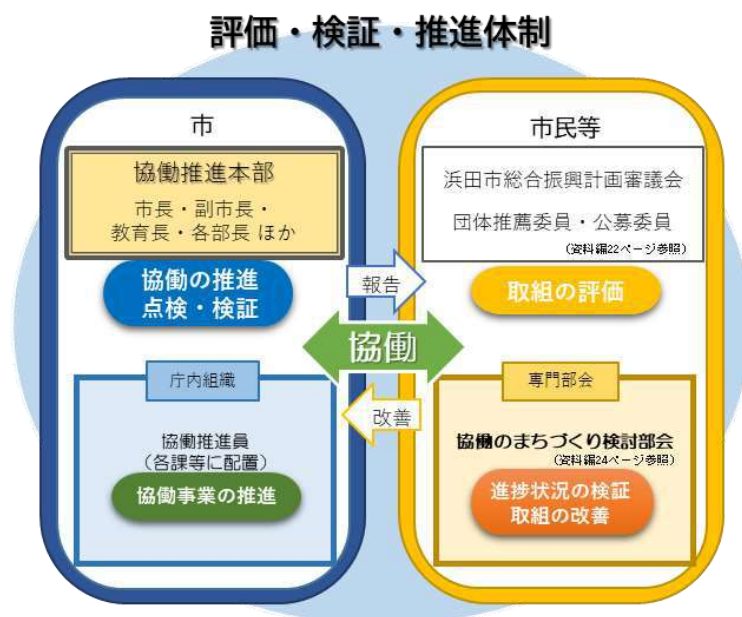 評価・検証・推進体制
市
協働推進本部
市長・副市長・
教育長・各部長 ほか
協働の推進
点検・検証
庁内組織
協働推進員
（各課等に配置）
協働事業の推進
報告
協働
改善
市民等
浜田市総合振興計画審議会
団体推薦委員・公募委員
（資料編22ページ参照）
取組の評価
専門部会
協働のまちづくり検討部会
（資料編24ページ参照）
進捗状況の検証
取組の改善